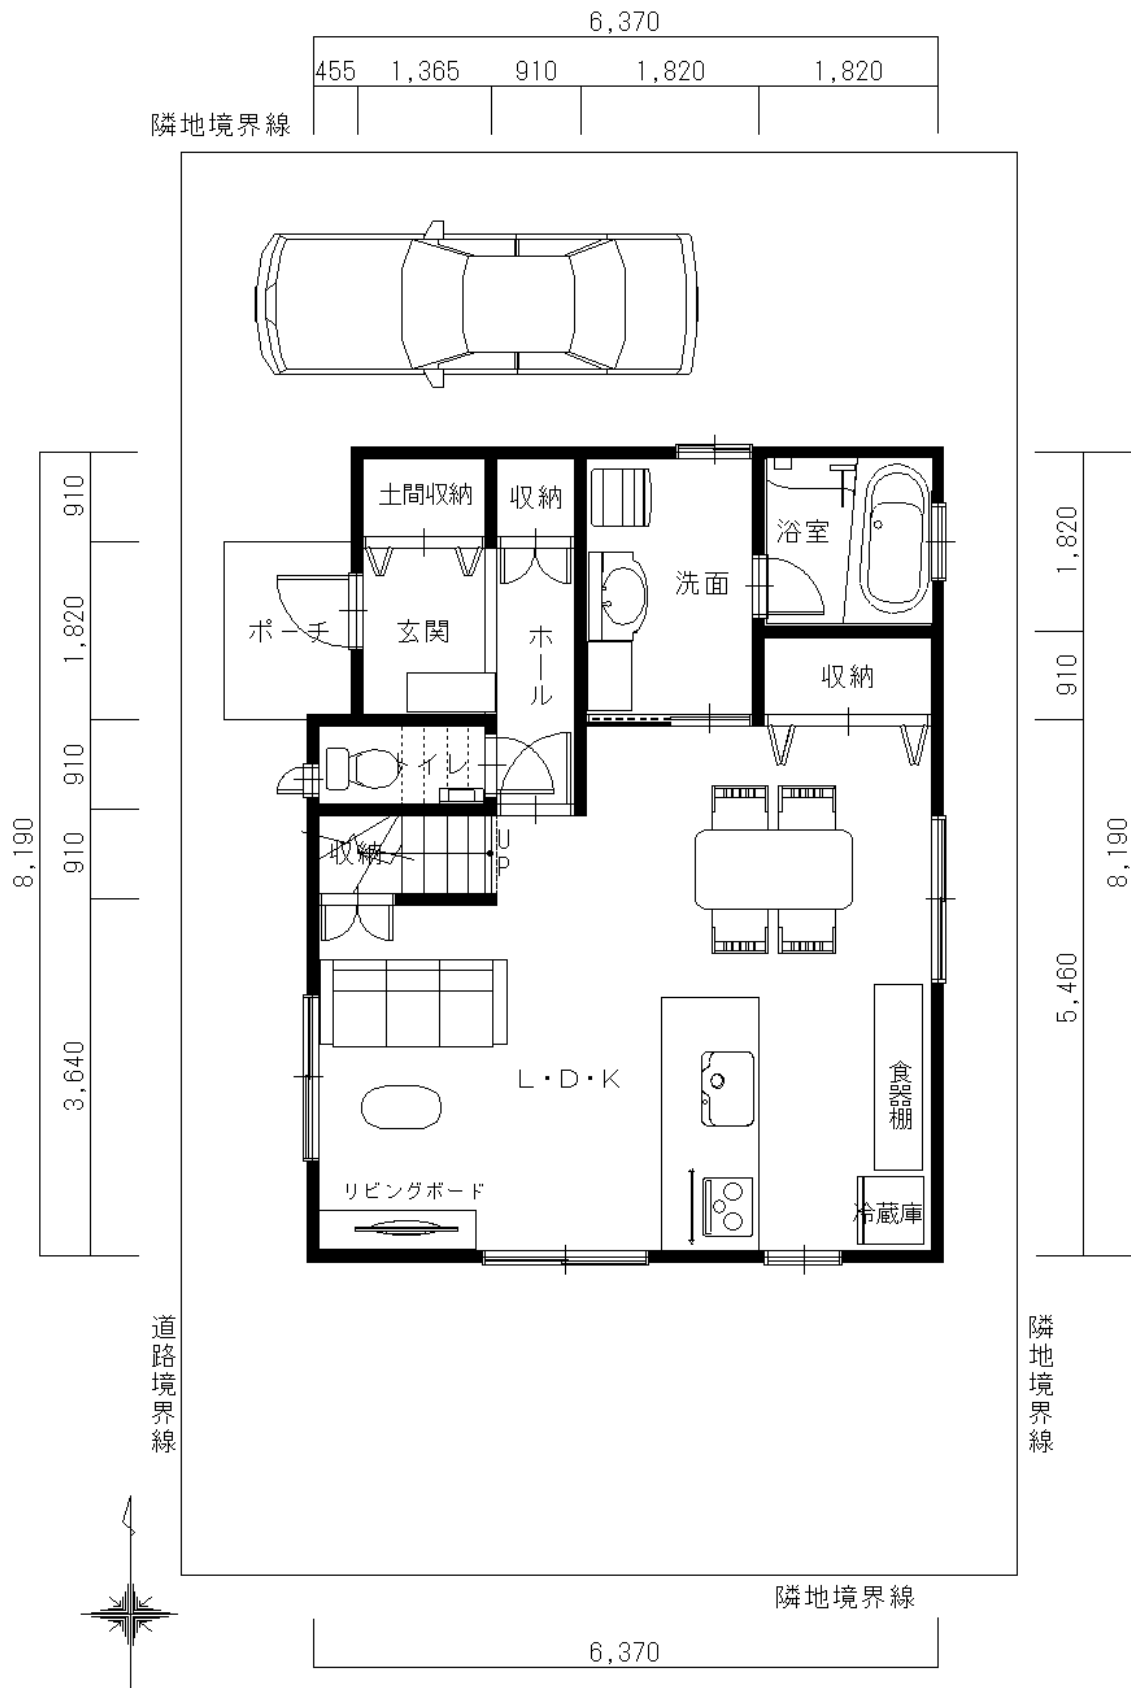 6,370
455 1,365 910 1,820 1,820
隣地境界線
910
1,820
910
910
3,640
8,190
土間収納
収納
浴室
洗面
ポーチ
玄関
ホール
収納
トイレ
収納
UP
L・D・K
食器棚
リビングボード
冷蔵庫
1,820
910
5,460
8,190
道路境界線
隣地境界線
隣地境界線
6,370